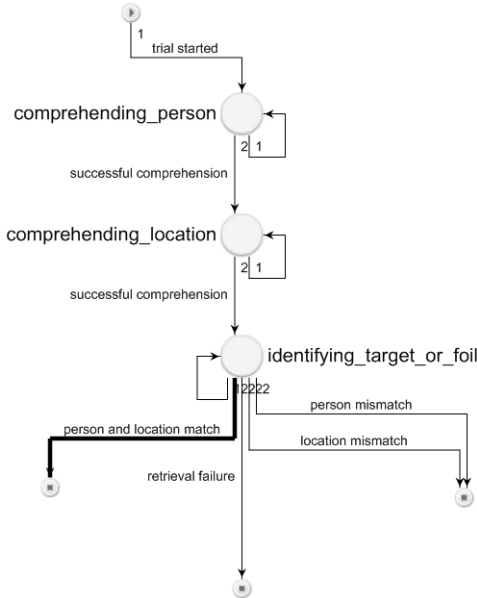 1
trial started
comprehending_person
2 1
successful comprehension
comprehending_location
2 1
successful comprehension
identifying_target_or_foil
12222
person mismatch
person and location match
location mismatch
retrieval failure